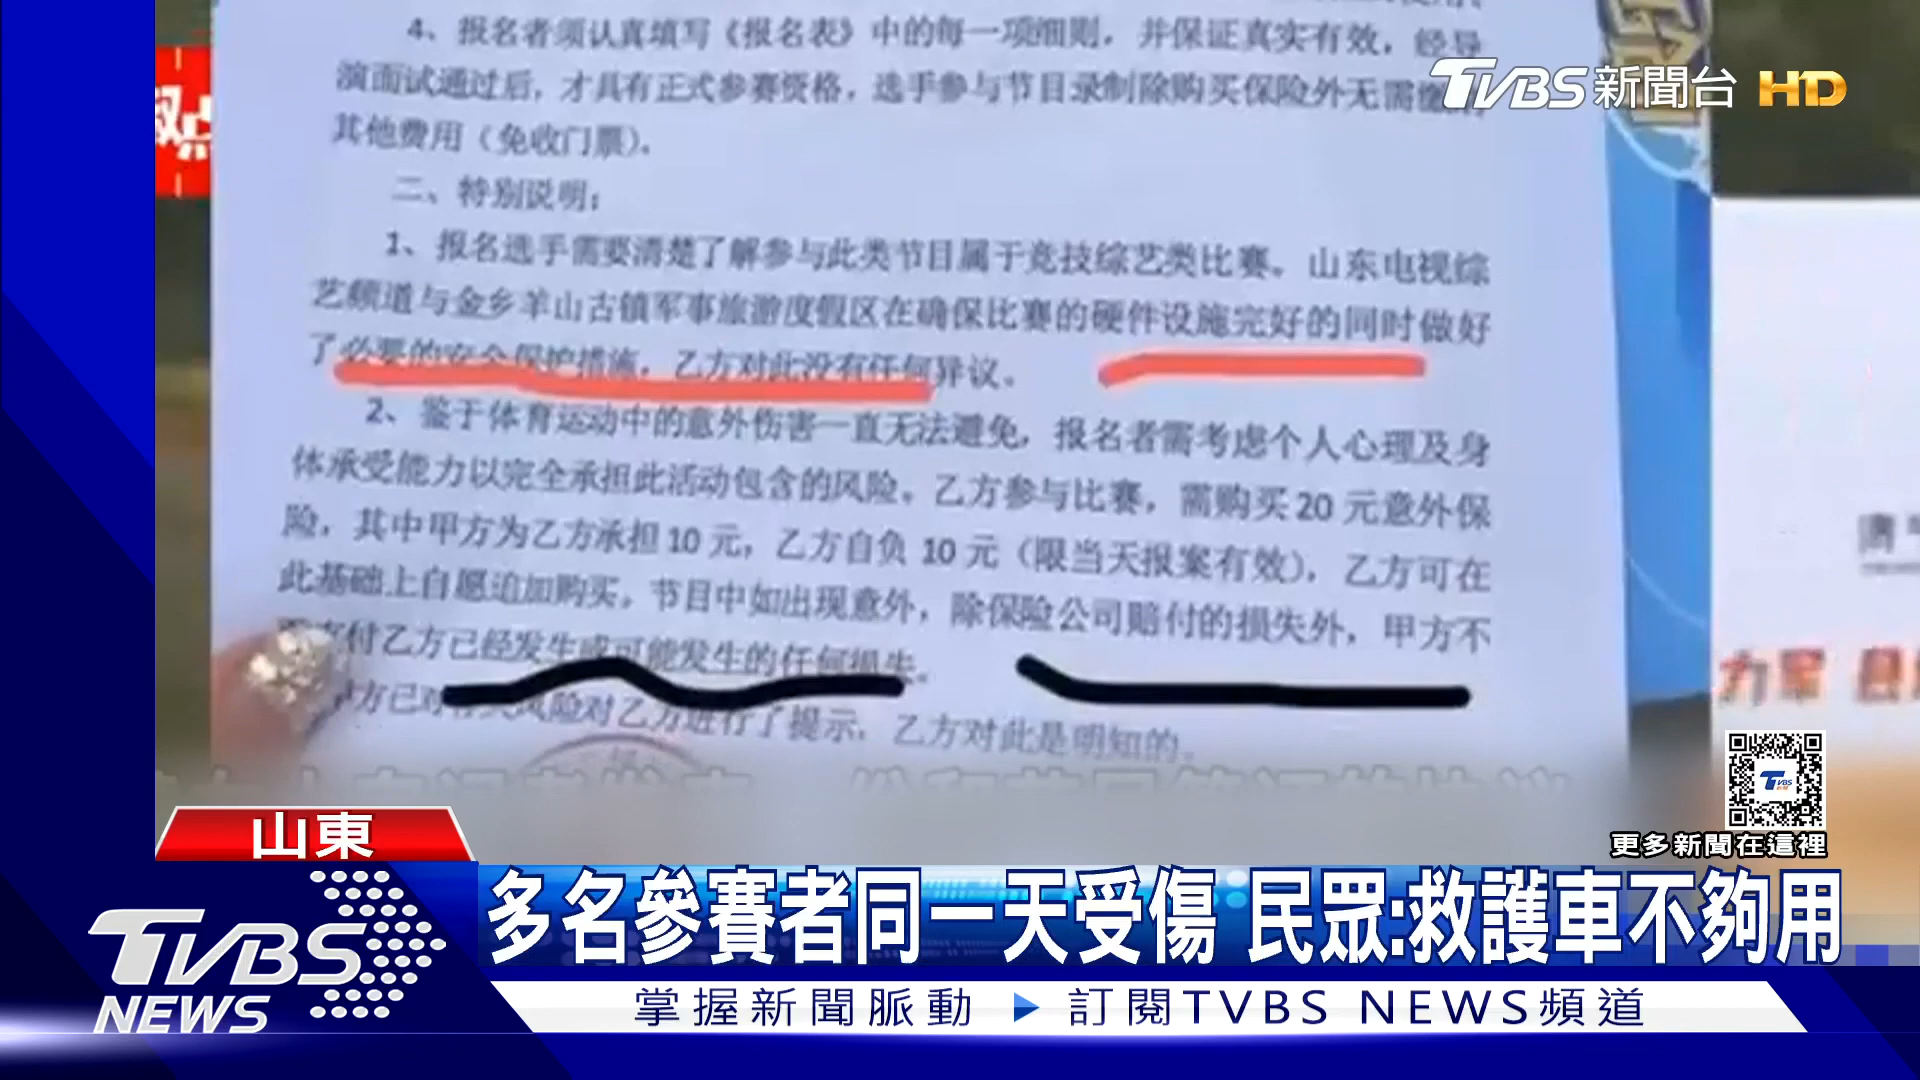 4、报名者须认真填写《报名表》中的每一项细则，并保证真实有效，经导
TVBS新聞台 HD
演面试通过后，才具有正式参赛资格，选手参与节目录制除购买保险外无需缴
其他费用（免收门票）。
二、特别说明：
1、报名选手需要清楚了解参与此类节目属于竞技综艺类比赛。山东电视综
艺频道与金乡羊山古镇军事旅游度假区在确保比赛的硬件设施完好的同时做好
了必要的安全保护措施，乙方对此没有任何异议。
2、鉴于体育运动中的意外伤害一直无法避免，报名者需考虑个人心理及身
体承受能力以完全承担此活动包含的风险。乙方参与比赛，需购买20元意外保
险，其中甲方为乙方承担10元，乙方自负10元（限当天报案有效），乙方可在
此基础上自愿追加购买。节目中如出现意外，除保险公司赔付的损失外，甲方不
付乙方已经发生或可能发生的任何损失。
方已对有关风险对乙方进行了提示，乙方对此是明知的。
TVBS
更多新聞在這裡
山東
多名參賽者同一天受傷 民眾:救護車不夠用
TVBS NEWS
掌握新聞脈動 ▶ 訂閱TVBS NEWS頻道